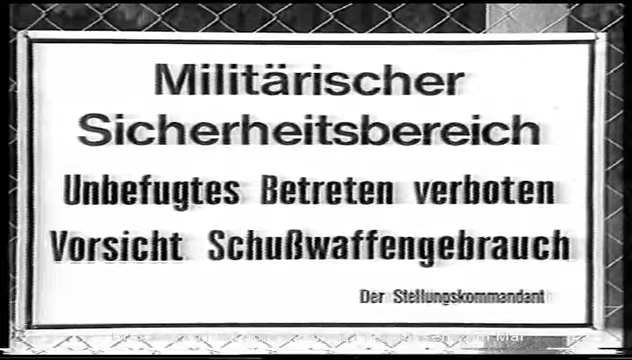 Militärischer
Sicherheitsbereich
Unbefugtes Betreten verboten
Vorsicht Schußwaffengebrauch
Der Stellungskommandant